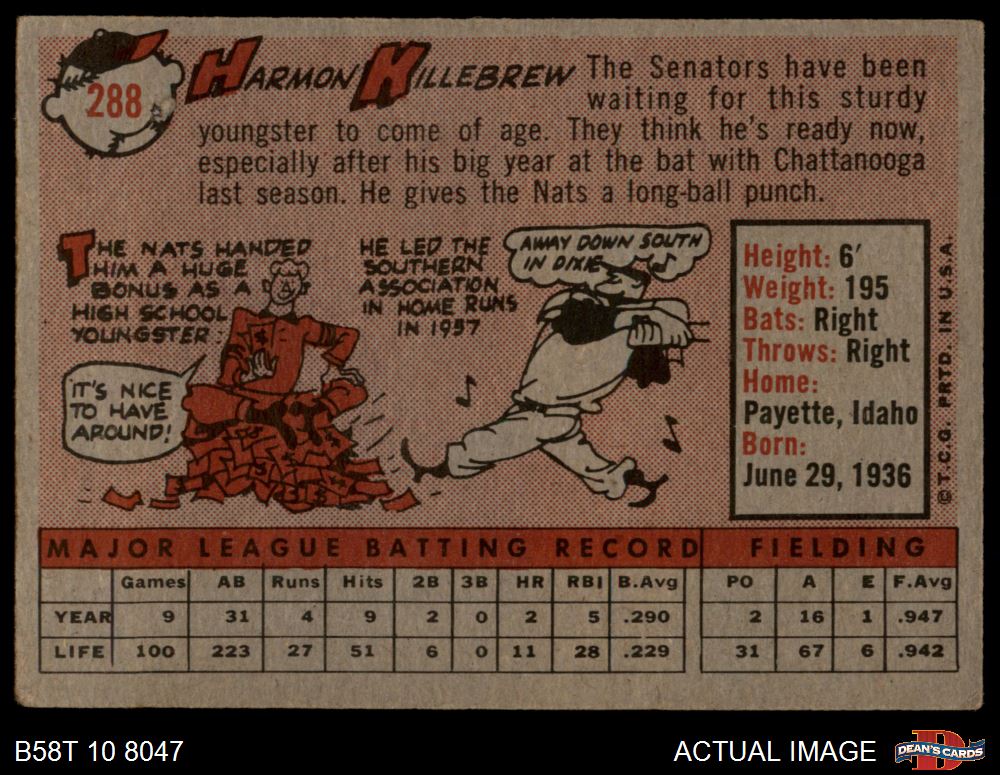 288
HARMON KILLEBREW The Senators have been
waiting for this sturdy
youngster to come of age. They think he's ready now,
especially after his big year at the bat with Chattanooga
last season. He gives the Nats a long-ball punch.
THE NATS HANDED
HIM A HUGE
BONUS AS A
HIGH SCHOOL
YOUNGSTER:
IT'S NICE
TO HAVE
AROUND!
HE LED THE
SOUTHERN
ASSOCIATION
IN HOME RUNS
IN 1957
AWAY DOWN SOUTH
IN DIXIE
Height: 6'
Weight: 195
Bats: Right
Throws: Right
Home:
Payette, Idaho
Born:
June 29, 1936
© T.C.G. PRTD. IN U.S.A.
MAJOR LEAGUE BATTING RECORD FIELDING
Games AB Runs Hits 2B 3B HR RBI B.Avg PO A E F.Avg
YEAR 9 31 4 9 2 0 2 5 .290 2 16 1 .947
LIFE 100 223 27 51 6 0 11 28 .229 31 67 6 .942
B58T 10 8047
ACTUAL IMAGE
DEAN'S CARDS